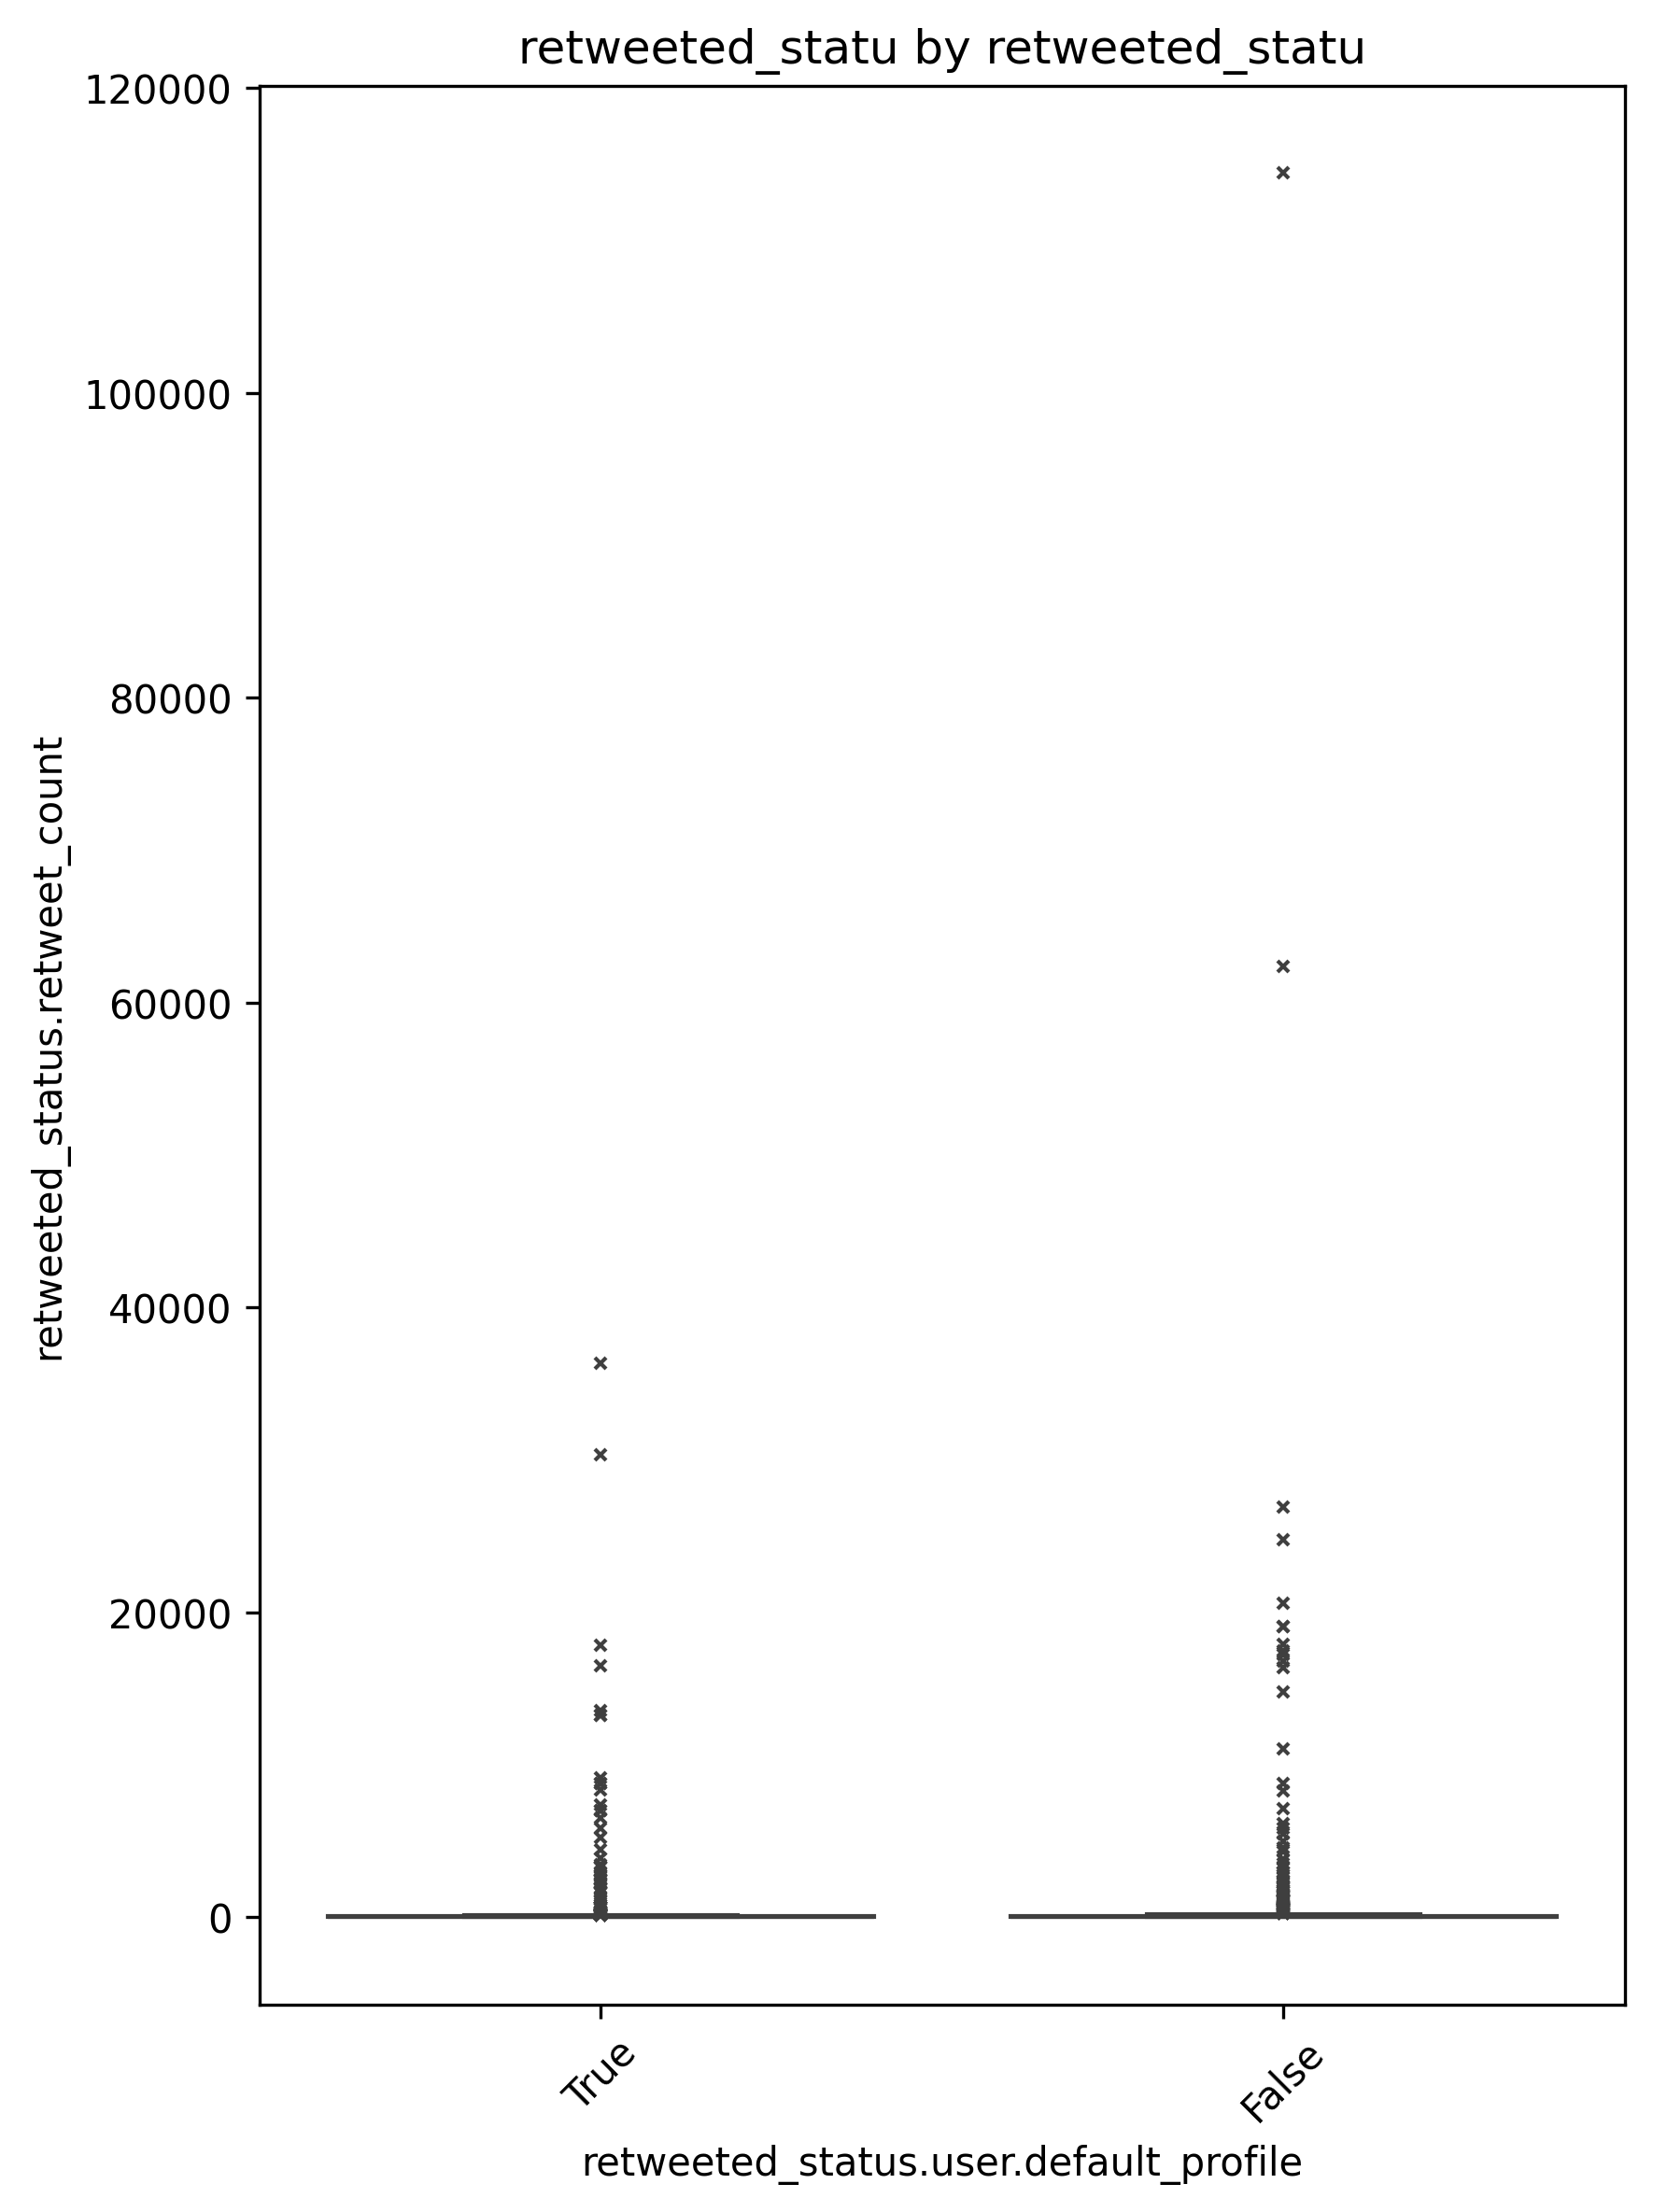 retweeted_statu by retweeted_statu
120000
100000
80000
60000
40000
20000
0
retweeted_status.retweet_count
True
False
retweeted_status.user.default_profile